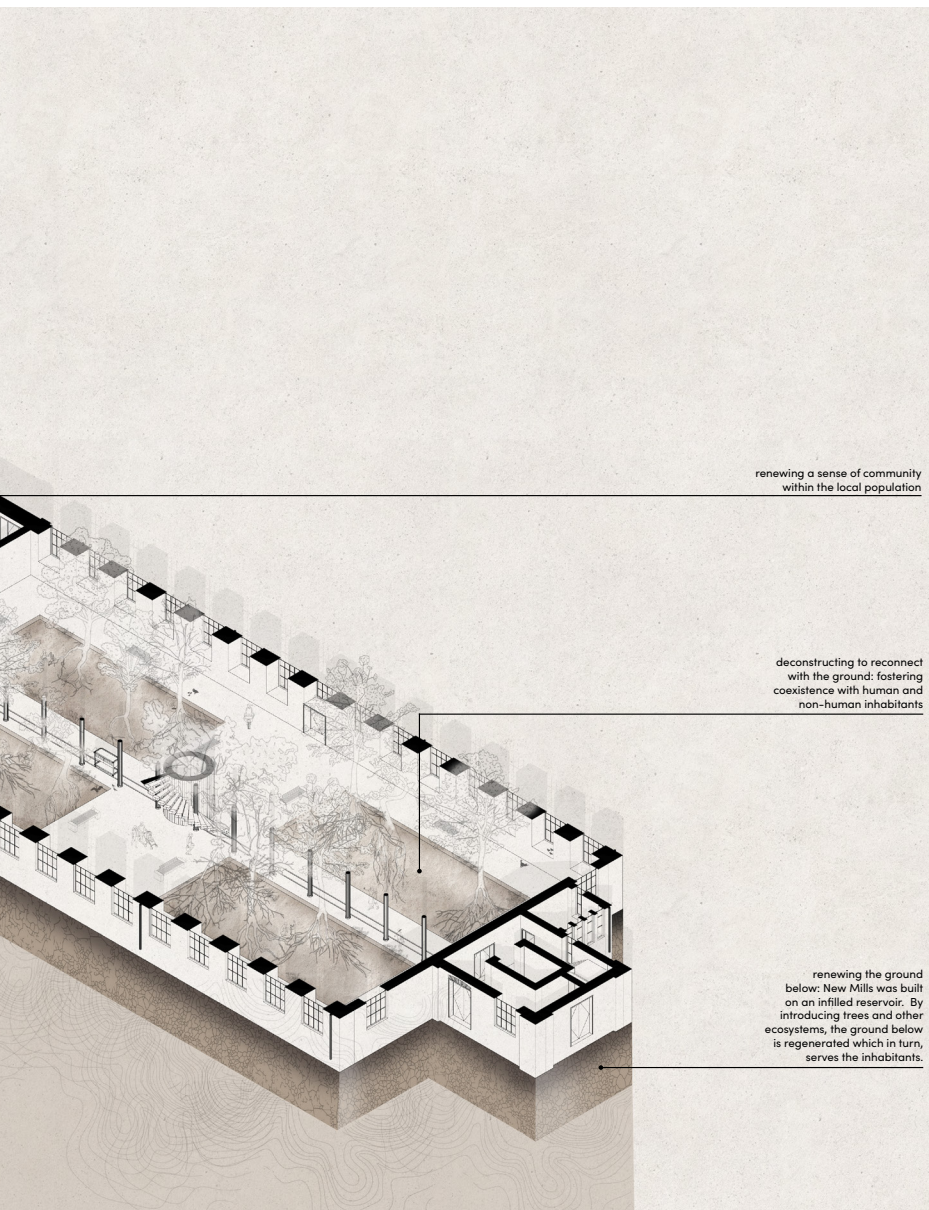 renewing a sense of community
within the local population
deconstructing to reconnect
with the ground: fostering
coexistence with human and
non-human inhabitants
renewing the ground
below: New Mills was built
on an infilled reservoir.  By
introducing trees and other
ecosystems, the ground below
is regenerated which in turn,
serves the inhabitants.